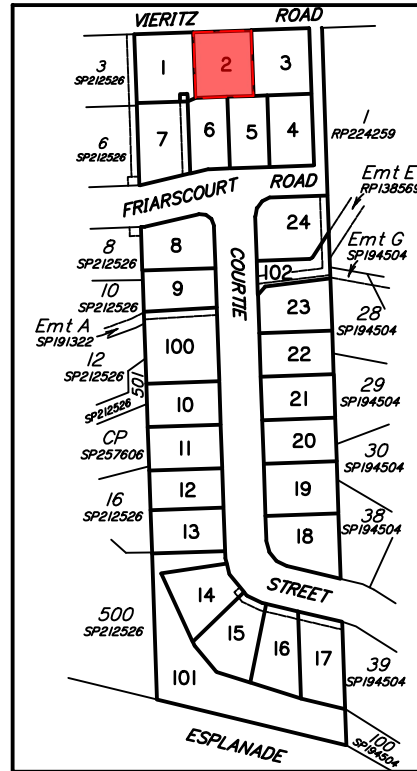 VIERITZ ROAD
3
SP212526
1
2
3
1
RP224259
6
SP212526
7
6
5
4
FRIARSCOURT ROAD
Emt E
RP138569
Emt G
SP194504
24
102
8
SP212526
8
COURTIE
10
SP212526
9
23
28
SP194504
Emt A
SP191322
100
22
12
SP212526
501
SP212526
29
SP194504
21
10
CP
SP257606
11
20
30
SP194504
16
SP212526
12
19
38
SP194504
13
18
STREET
500
SP212526
14
15
16
17
39
SP194504
101
100
SP194504
ESPLANADE